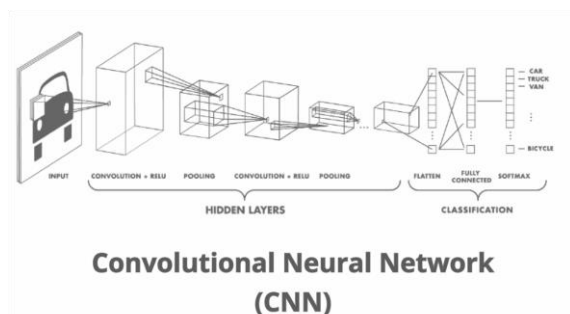 CAR
TRUCK
VAN
BICYCLE
INPUT CONVOLUTION + RELU POOLING CONVOLUTION + RELU POOLING FLATTEN FULLY CONNECTED SOFTMAX
HIDDEN LAYERS CLASSIFICATION
Convolutional Neural Network
(CNN)